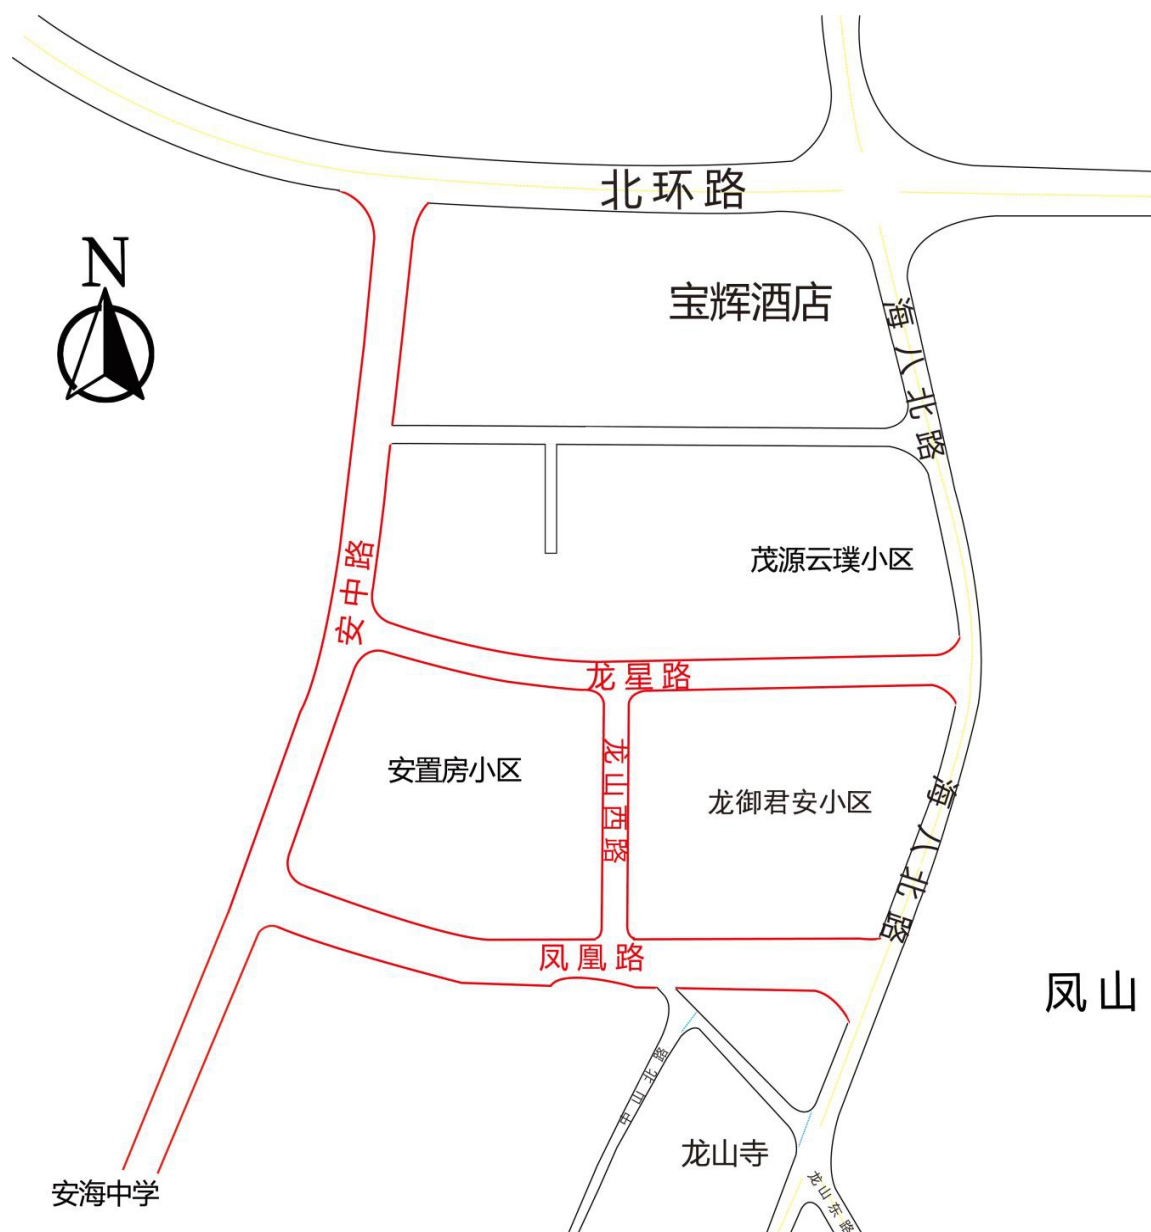 北环路
N
宝辉酒店
海八北路
安中路
茂源云璞小区
龙星路
龙山西路
安置房小区
龙御君安小区
海八北路
凤凰路
凤山
中山北路
龙山寺
龙山东路
安海中学